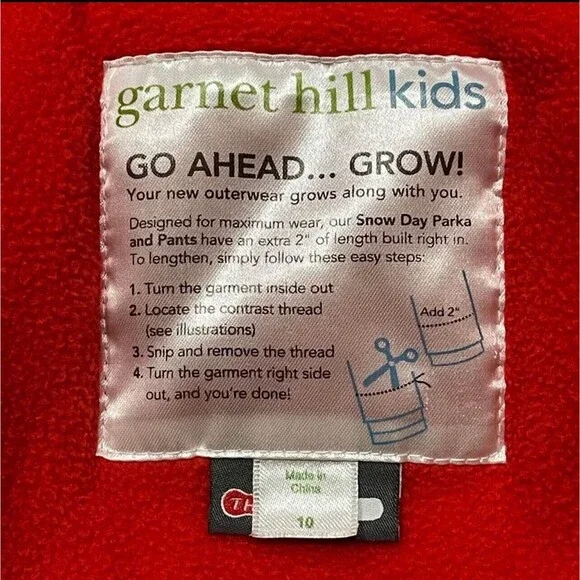 garnet hill kids
GO AHEAD... GROW!
Your new outerwear grows along with you.
Designed for maximum wear, our Snow Day Parka
and Pants have an extra 2" of length built right in.
To lengthen, simply follow these easy steps:
1. Turn the garment inside out
2. Locate the contrast thread
(see illustrations)
3. Snip and remove the thread
4. Turn the garment right side
out, and you're done!
Add 2"
Made in
China
10
TH